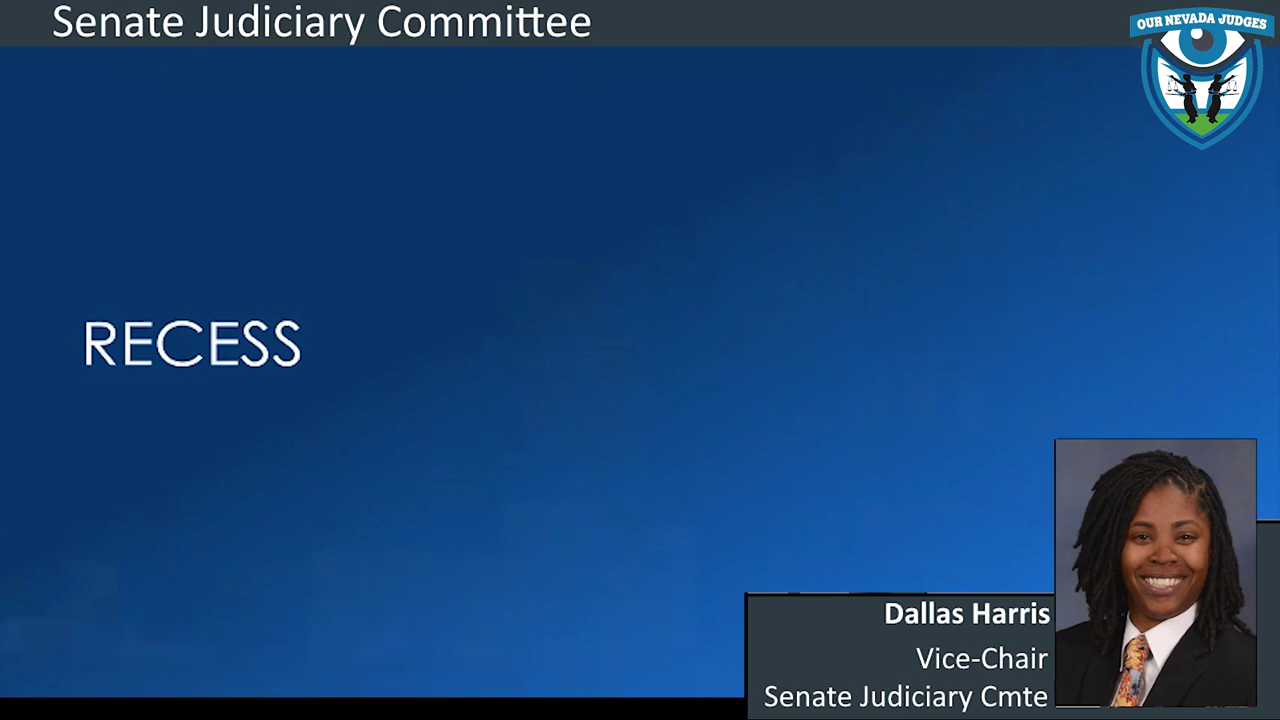 Senate Judiciary Committee
OUR NEVADA JUDGES
RECESS
Dallas Harris
Vice-Chair
Senate Judiciary Cmte